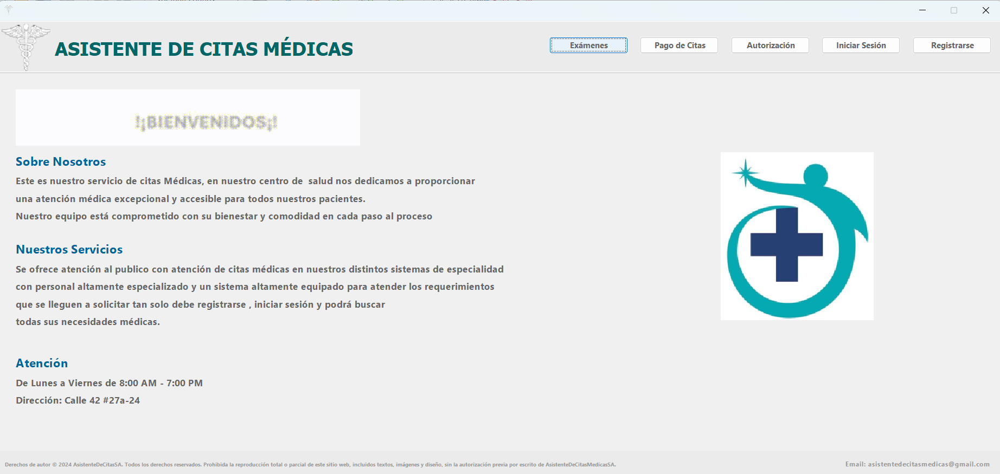 ASISTENTE DE CITAS MÉDICAS
Exámenes
Pago de Citas
Autorización
Iniciar Sesión
Registrarse
!¡BIENVENIDOS¡!
Sobre Nosotros
Este es nuestro servicio de citas Médicas, en nuestro centro de  salud nos dedicamos a proporcionar
una atención médica excepcional y accesible para todos nuestros pacientes.
Nuestro equipo está comprometido con su bienestar y comodidad en cada paso al proceso
Nuestros Servicios
Se ofrece atención al publico con atención de citas médicas en nuestros distintos sistemas de especialidad
con personal altamente especializado y un sistema altamente equipado para atender los requerimientos
que se lleguen a solicitar tan solo debe registrarse , iniciar sesión y podrá buscar
todas sus necesidades médicas.
Atención
De Lunes a Viernes de 8:00 AM - 7:00 PM
Dirección: Calle 42 #27a-24
Derechos de autor © 2024 AsistenteDeCitasSA. Todos los derechos reservados. Prohibida la reproducción total o parcial de este sitio web, incluidos textos, imágenes y diseño, sin la autorización previa por escrito de AsistenteDeCitasMedicasSA.
Email: asistentedecitasmedicas@gmail.com